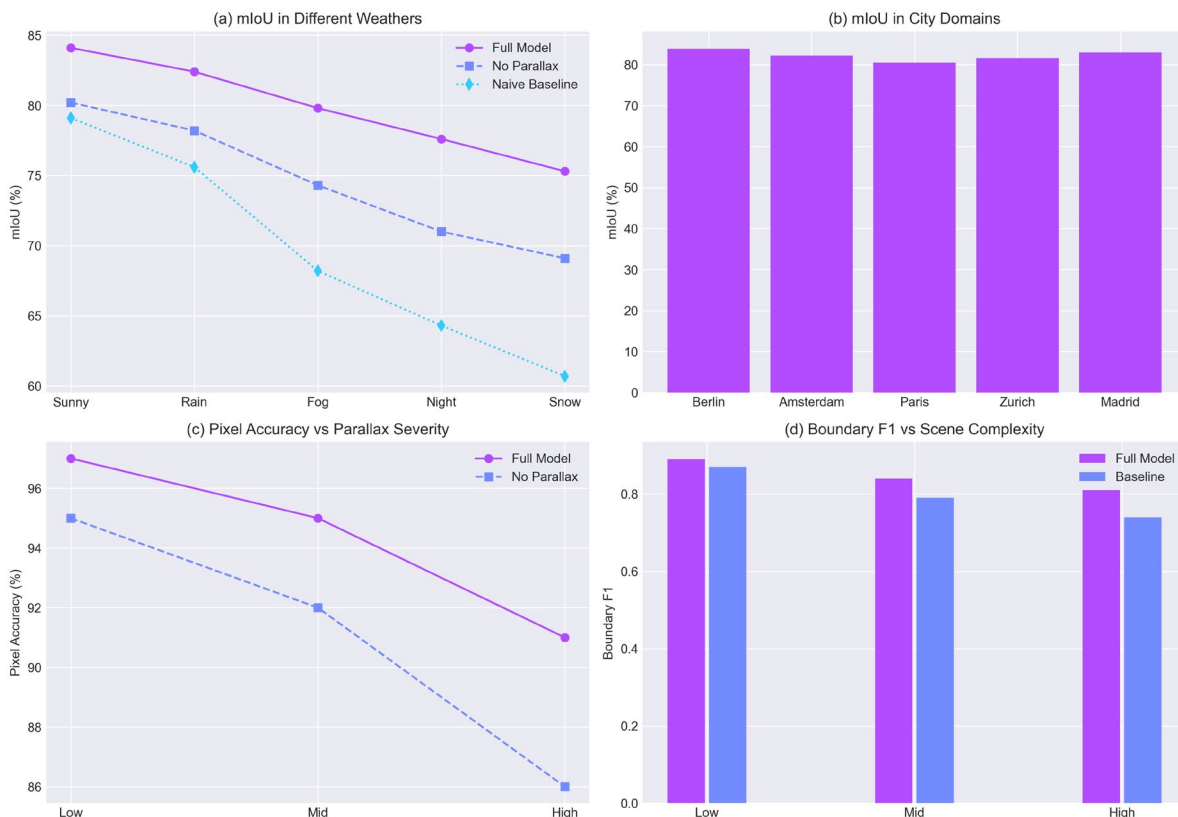 (a) mIoU in Different Weathers
85
80
75
70
65
60
mIoU (%)
Full Model
No Parallax
Naive Baseline
Sunny Rain Fog Night Snow
(b) mIoU in City Domains
80
70
60
50
40
30
20
10
0
mIoU (%)
Berlin Amsterdam Paris Zurich Madrid
(c) Pixel Accuracy vs Parallax Severity
96
94
92
90
88
86
Pixel Accuracy (%)
Full Model
No Parallax
Low Mid High
(d) Boundary F1 vs Scene Complexity
0.8
0.6
0.4
0.2
0.0
Boundary F1
Full Model
Baseline
Low Mid High